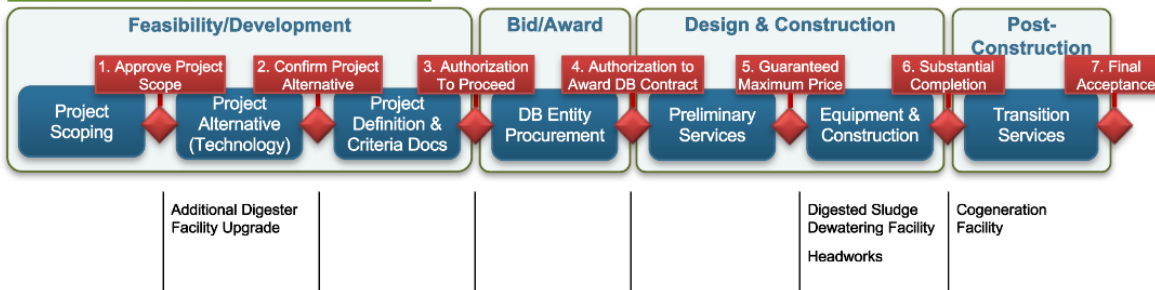 Feasibility/Development
Bid/Award
Design & Construction
Post-
Construction
1. Approve Project
Scope
2. Confirm Project
Alternative
3. Authorization
To Proceed
4. Authorization to
Award DB Contract
5. Guaranteed
Maximum Price
6. Substantial
Completion
7. Final
Acceptance
Project
Scoping
Project
Alternative
(Technology)
Project
Definition &
Criteria Docs
DB Entity
Procurement
Preliminary
Services
Equipment &
Construction
Transition
Services
Additional Digester
Facility Upgrade
Digested Sludge
Dewatering Facility
Headworks
Cogeneration
Facility